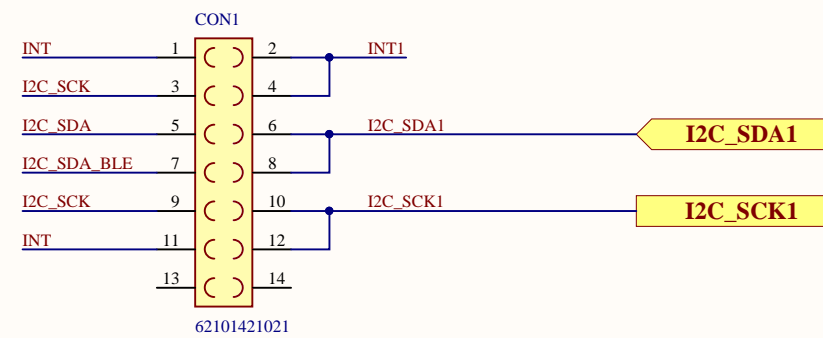 CON1
INT 1 2 INT1
I2C_SCK 3 4
I2C_SDA 5 6 I2C_SDA1 I2C_SDA1
I2C_SDA_BLE 7 8
I2C_SCK 9 10 I2C_SCK1 I2C_SCK1
INT 11 12
13 14
62101421021